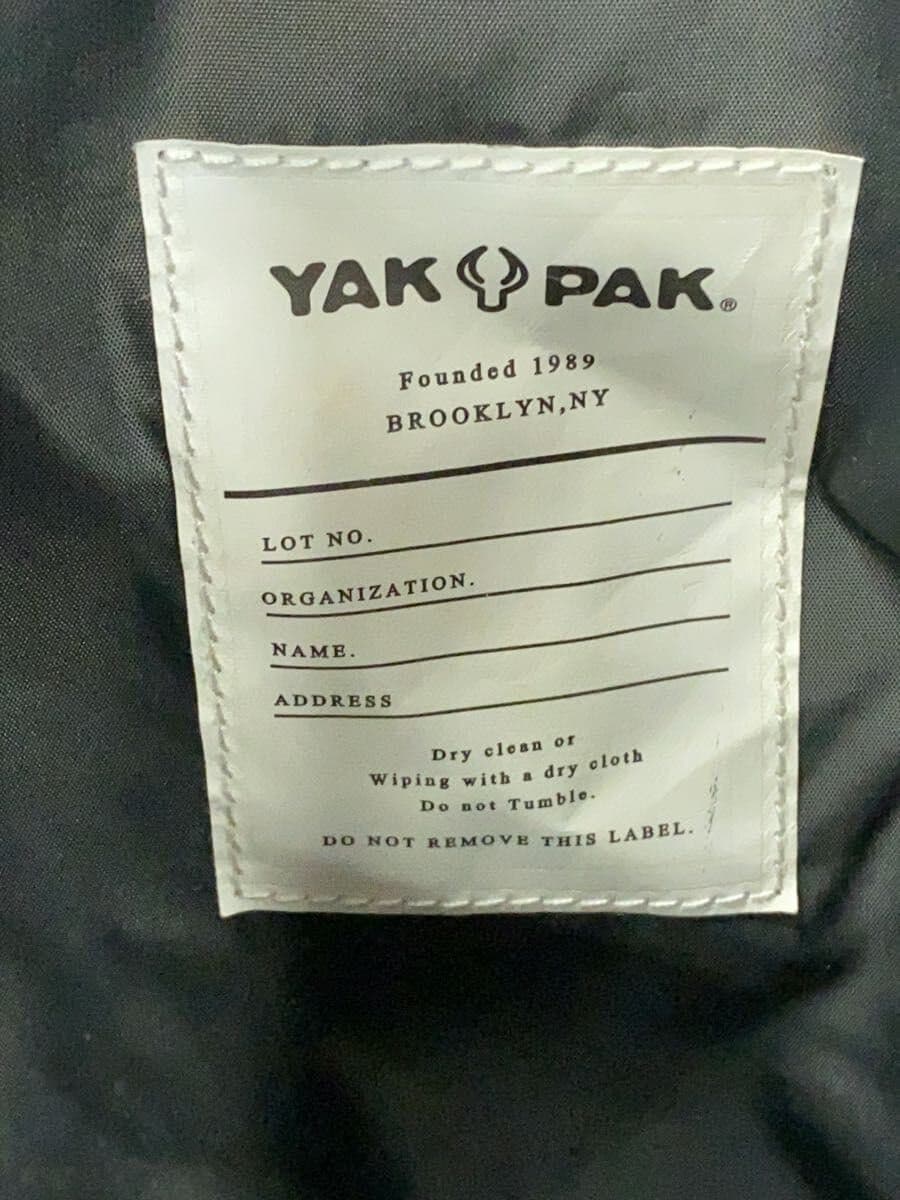 YAK PAK®
Founded 1989
BROOKLYN,NY
LOT NO.
ORGANIZATION.
NAME.
ADDRESS
Dry clean or
Wiping with a dry cloth
Do not Tumble.
DO NOT REMOVE THIS LABEL.